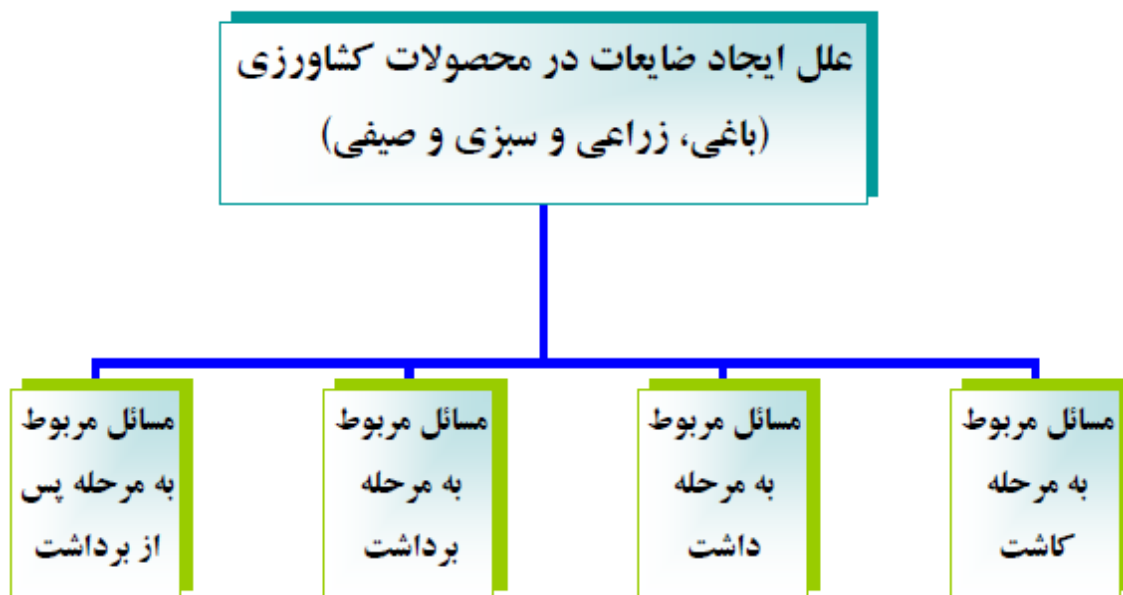 علل ایجاد ضایعات در محصولات کشاورزی
(باغی، زراعی و سبزی و صیفی)
مسائل مربوط
به مرحله
کاشت
مسائل مربوط
به مرحله
داشت
مسائل مربوط
به مرحله
برداشت
مسائل مربوط
به مرحله پس
از برداشت